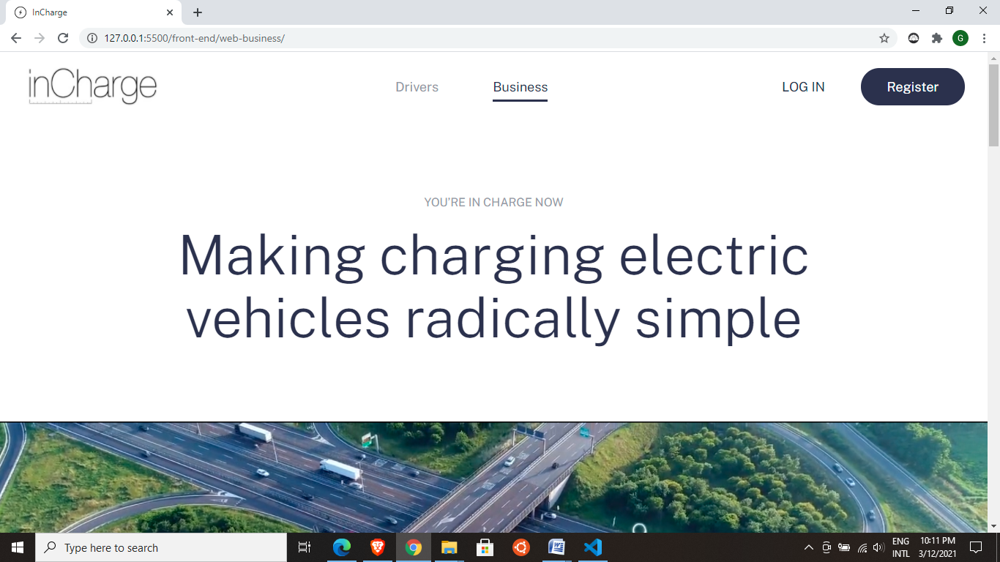 InCharge
127.0.0.1:5500/front-end/web-business/
G
inCharge
Drivers
Business
LOG IN
Register
YOU'RE IN CHARGE NOW
Making charging electric
vehicles radically simple
Type here to search
ENG
INTL
10:11 PM
3/12/2021